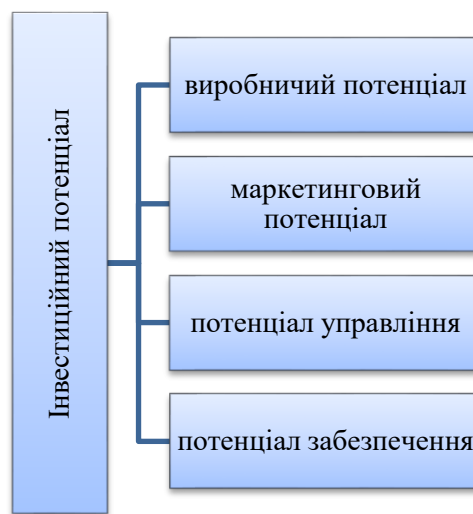 Інвестиційний потенціал
виробничий потенціал
маркетинговий
потенціал
потенціал управління
потенціал забезпечення